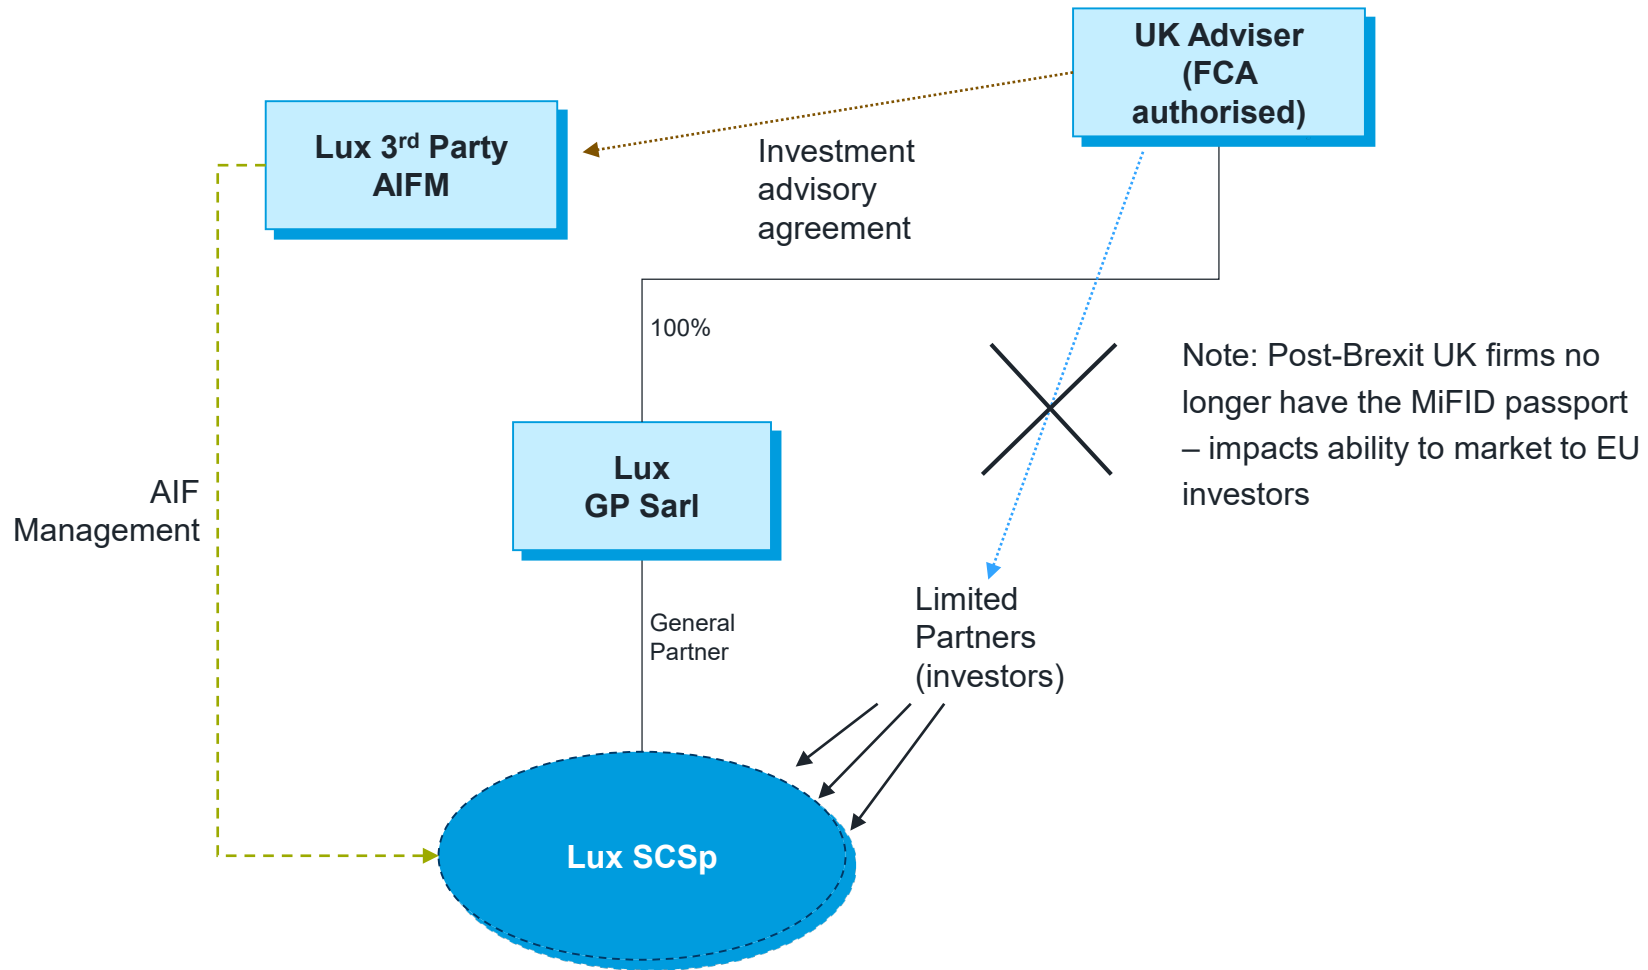 UK Adviser
(FCA
authorised)
Lux 3rd Party
AIFM
Investment
advisory
agreement
100%
Note: Post-Brexit UK firms no
longer have the MiFID passport
– impacts ability to market to EU
investors
Lux
GP Sarl
AIF
Management
Limited
Partners
(investors)
General
Partner
Lux SCSp